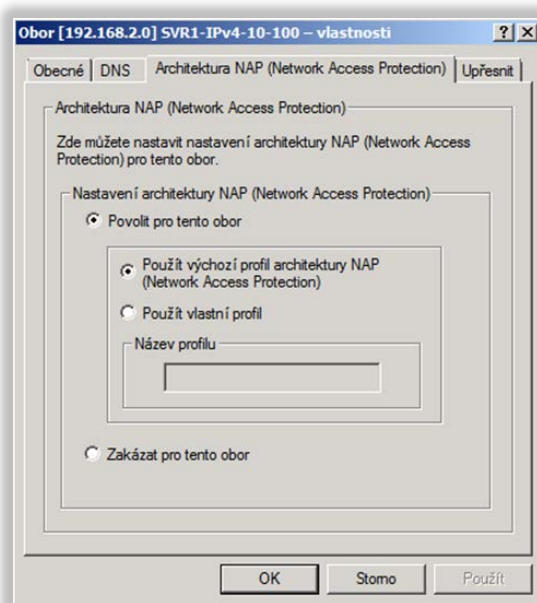 Obor [192.168.2.0] SVR1-IPv4-10-100 – vlastnosti
Obecné DNS Architektura NAP (Network Access Protection) Upřesnit
Architektura NAP (Network Access Protection)
Zde můžete nastavit nastavení architektury NAP (Network Access
Protection) pro tento obor.
Nastavení architektury NAP (Network Access Protection)
Povolit pro tento obor
Použít výchozí profil architektury NAP
(Network Access Protection)
Použít vlastní profil
Název profilu
Zakázat pro tento obor
OK Storno Použít